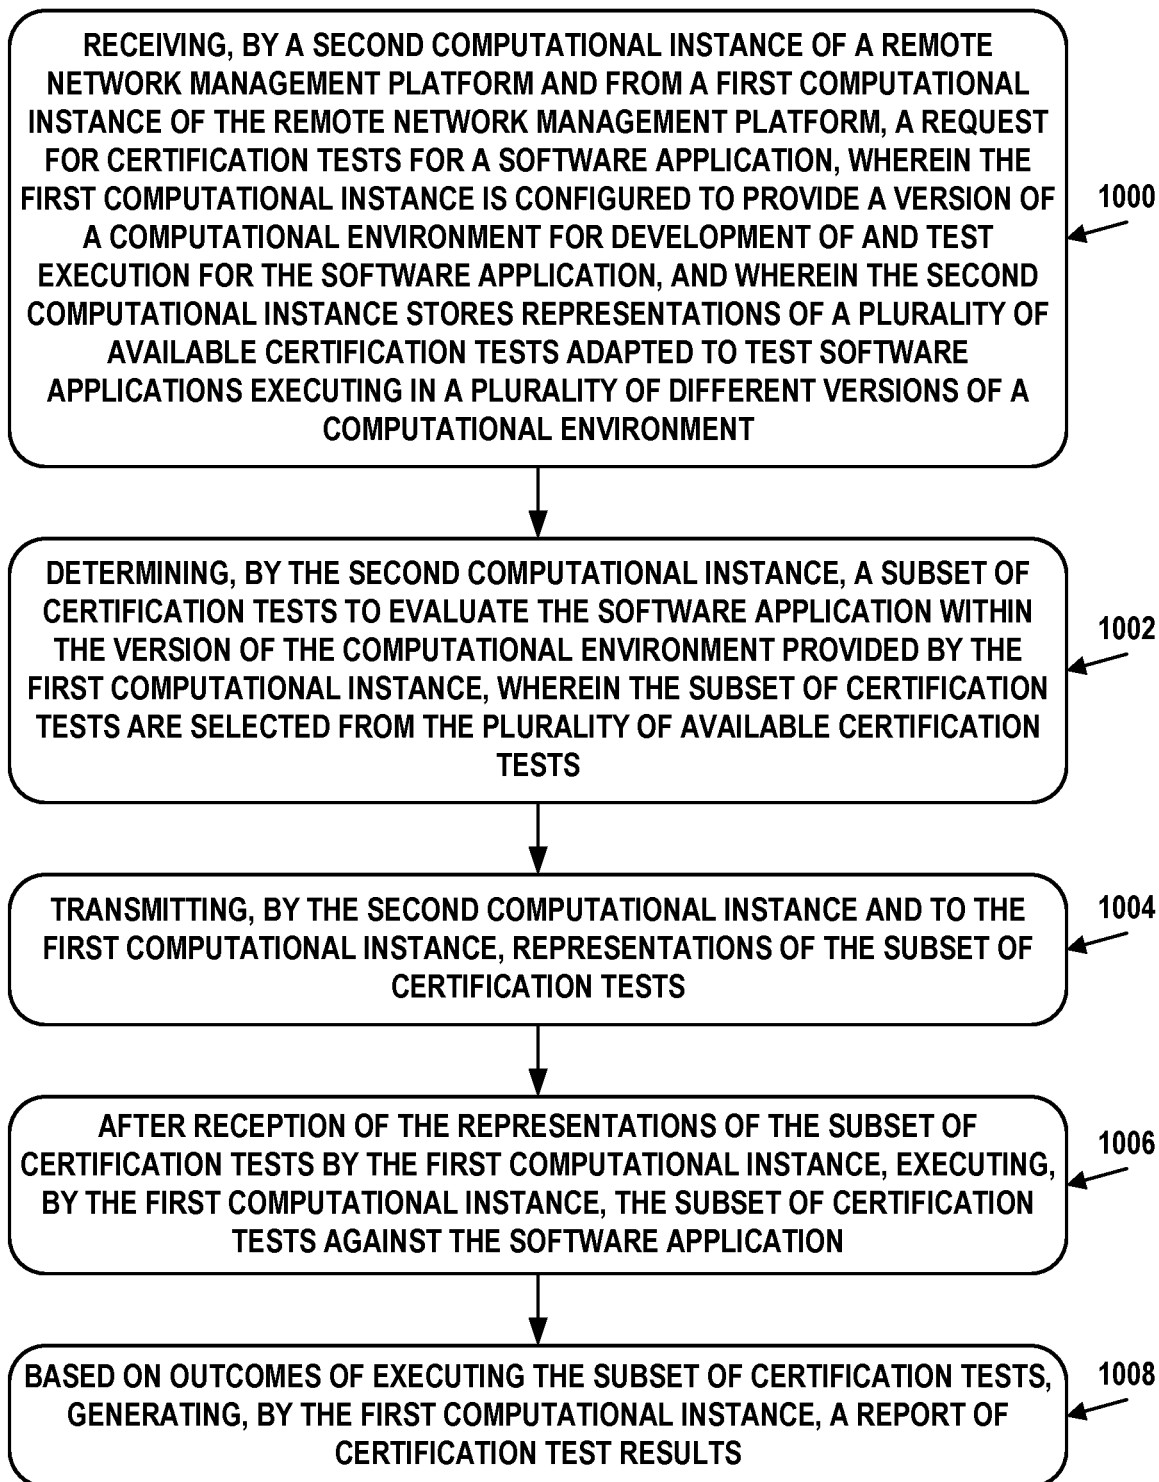 RECEIVING, BY A SECOND COMPUTATIONAL INSTANCE OF A REMOTE
NETWORK MANAGEMENT PLATFORM AND FROM A FIRST COMPUTATIONAL
INSTANCE OF THE REMOTE NETWORK MANAGEMENT PLATFORM, A REQUEST
FOR CERTIFICATION TESTS FOR A SOFTWARE APPLICATION, WHEREIN THE
FIRST COMPUTATIONAL INSTANCE IS CONFIGURED TO PROVIDE A VERSION OF
A COMPUTATIONAL ENVIRONMENT FOR DEVELOPMENT OF AND TEST
EXECUTION FOR THE SOFTWARE APPLICATION, AND WHEREIN THE SECOND
COMPUTATIONAL INSTANCE STORES REPRESENTATIONS OF A PLURALITY OF
AVAILABLE CERTIFICATION TESTS ADAPTED TO TEST SOFTWARE
APPLICATIONS EXECUTING IN A PLURALITY OF DIFFERENT VERSIONS OF A
COMPUTATIONAL ENVIRONMENT
1000
DETERMINING, BY THE SECOND COMPUTATIONAL INSTANCE, A SUBSET OF
CERTIFICATION TESTS TO EVALUATE THE SOFTWARE APPLICATION WITHIN
THE VERSION OF THE COMPUTATIONAL ENVIRONMENT PROVIDED BY THE
FIRST COMPUTATIONAL INSTANCE, WHEREIN THE SUBSET OF CERTIFICATION
TESTS ARE SELECTED FROM THE PLURALITY OF AVAILABLE CERTIFICATION
TESTS
1002
TRANSMITTING, BY THE SECOND COMPUTATIONAL INSTANCE AND TO THE
FIRST COMPUTATIONAL INSTANCE, REPRESENTATIONS OF THE SUBSET OF
CERTIFICATION TESTS
1004
AFTER RECEPTION OF THE REPRESENTATIONS OF THE SUBSET OF
CERTIFICATION TESTS BY THE FIRST COMPUTATIONAL INSTANCE, EXECUTING,
BY THE FIRST COMPUTATIONAL INSTANCE, THE SUBSET OF CERTIFICATION
TESTS AGAINST THE SOFTWARE APPLICATION
1006
BASED ON OUTCOMES OF EXECUTING THE SUBSET OF CERTIFICATION TESTS,
GENERATING, BY THE FIRST COMPUTATIONAL INSTANCE, A REPORT OF
CERTIFICATION TEST RESULTS
1008